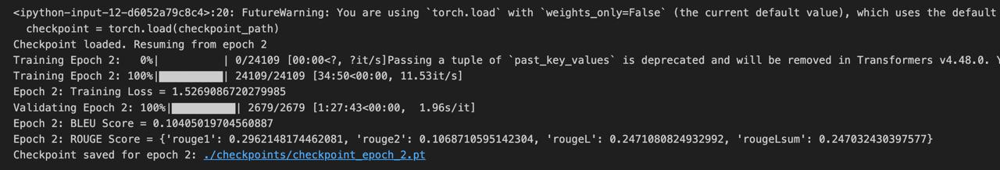 <ipython-input-12-d6052a79c8c4>:20: FutureWarning: You are using `torch.load` with `weights_only=False` (the current default value), which uses the default
checkpoint = torch.load(checkpoint_path)
Checkpoint loaded. Resuming from epoch 2
Training Epoch 2:   0%|          | 0/24109 [00:00<?, ?it/s]Passing a tuple of `past_key_values` is deprecated and will be removed in Transformers v4.48.0. Y
Training Epoch 2: 100%|██████████| 24109/24109 [34:50<00:00, 11.53it/s]
Epoch 2: Training Loss = 1.5269086720279985
Validating Epoch 2: 100%|██████████| 2679/2679 [1:27:43<00:00,  1.96s/it]
Epoch 2: BLEU Score = 0.10405019704560887
Epoch 2: ROUGE Score = {'rouge1': 0.2962148174462081, 'rouge2': 0.1068710595142304, 'rougeL': 0.2471080824932992, 'rougeLsum': 0.247032430397577}
Checkpoint saved for epoch 2: ./checkpoints/checkpoint_epoch_2.pt